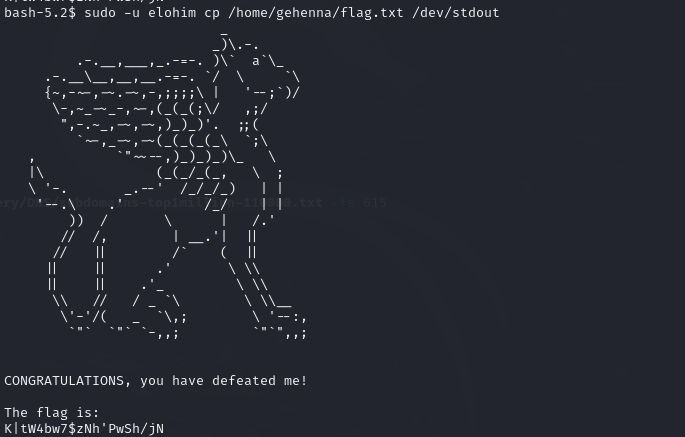 bash-5.2$ sudo -u elohim cp /home/gehenna/flag.txt /dev/stdout
CONGRATULATIONS, you have defeated me!
The flag is:
K|tW4bw7$zNh'PwSh/jN